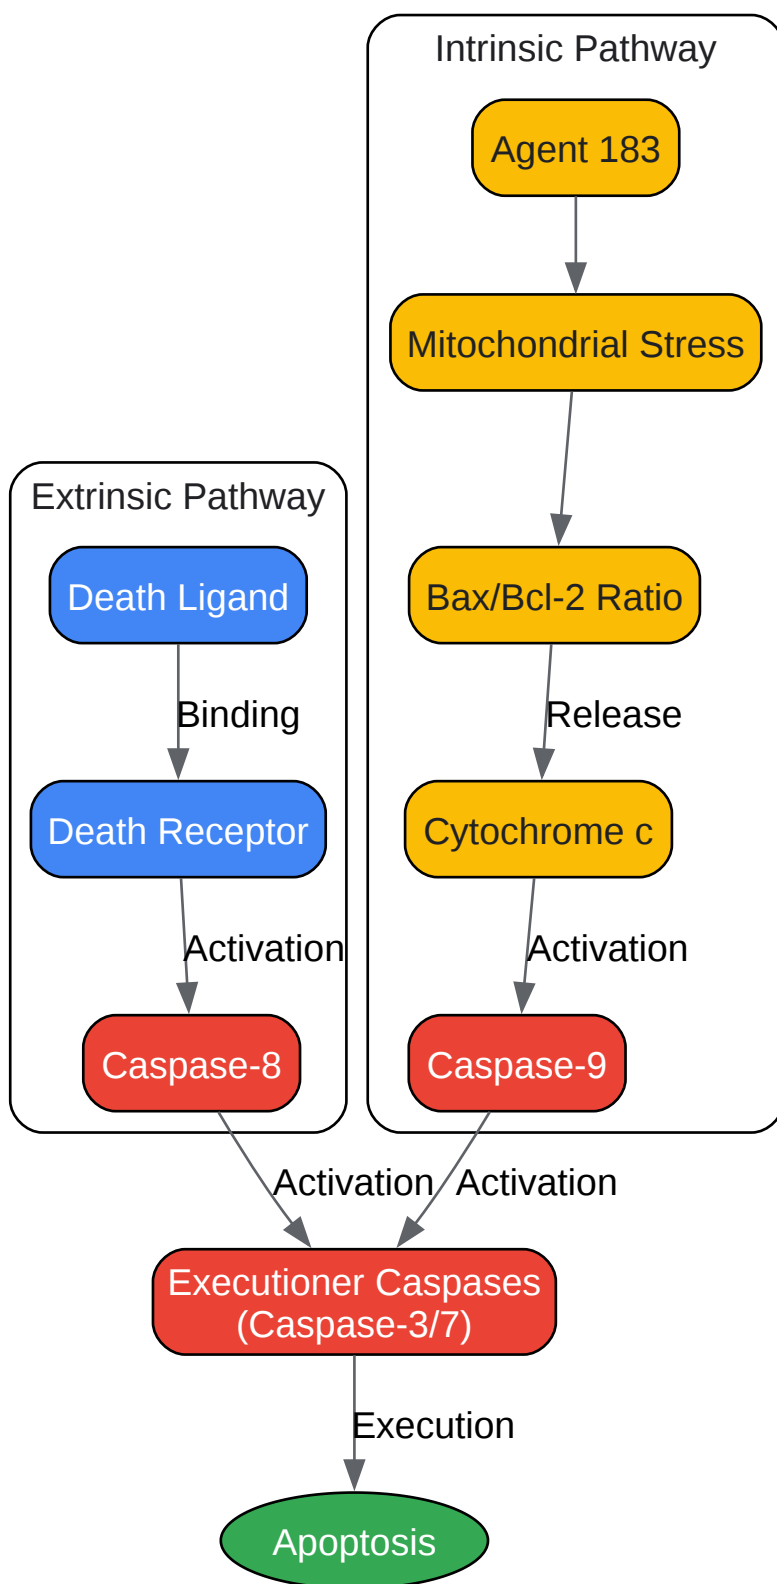 Intrinsic Pathway
Agent 183
Mitochondrial Stress
Extrinsic Pathway
Death Ligand
Bax/Bcl-2 Ratio
Binding
Release
Death Receptor
Cytochrome c
Activation
Activation
Caspase-8
Caspase-9
Activation
Activation
Executioner Caspases
(Caspase-3/7)
Execution
Apoptosis